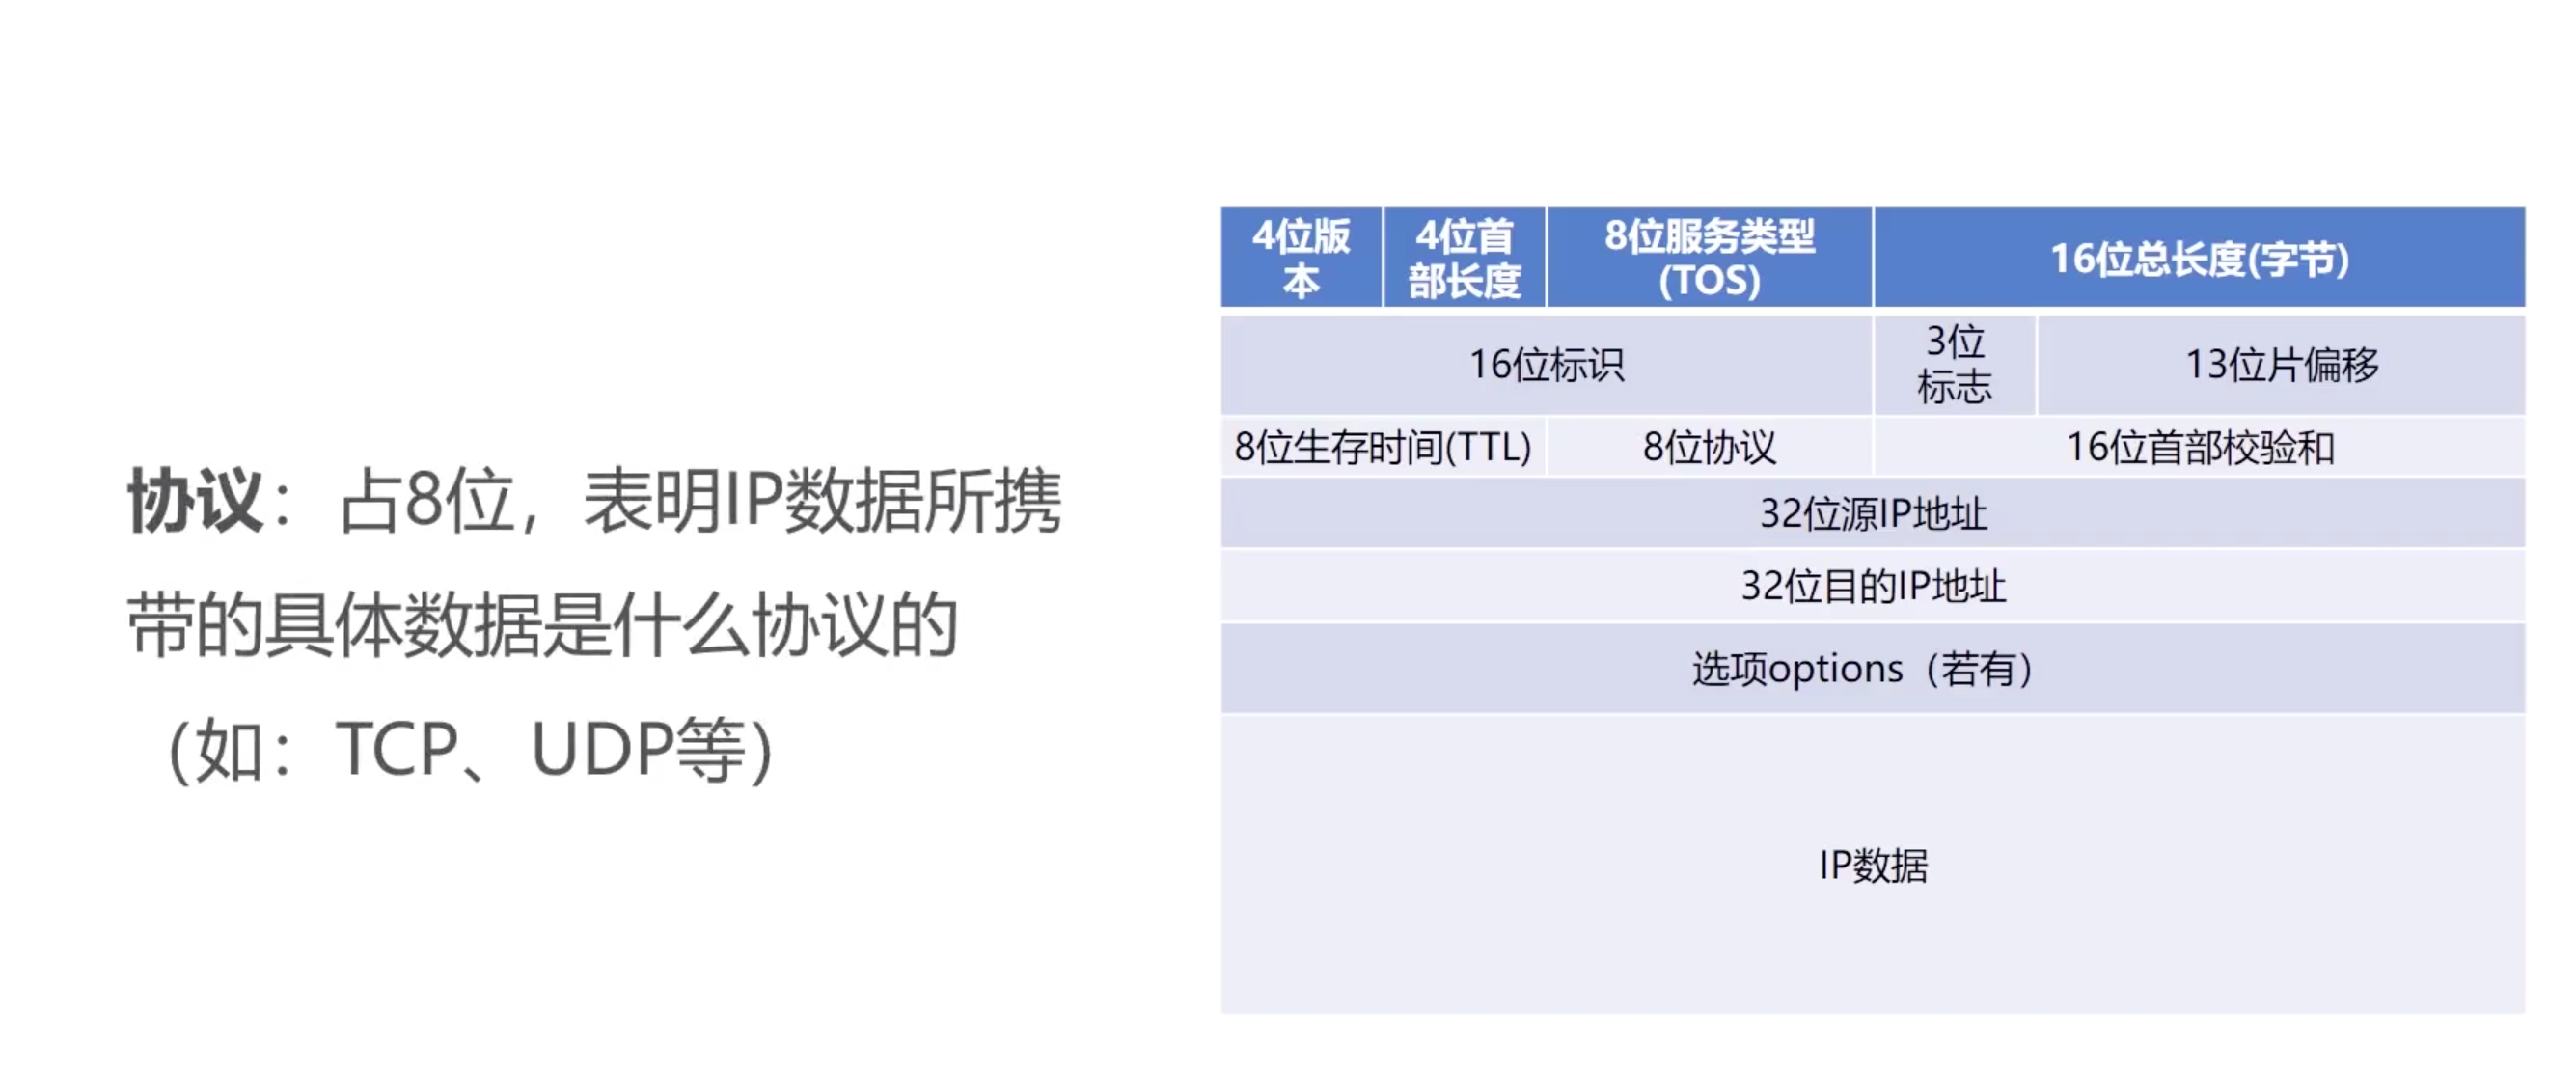 协议：占8位，表明IP数据所携
带的具体数据是什么协议的
（如：TCP、UDP等）
4位版
本
4位首
部长度
8位服务类型
(TOS)
16位总长度(字节)
16位标识
3位
标志
13位片偏移
8位生存时间(TTL)
8位协议
16位首部校验和
32位源IP地址
32位目的IP地址
选项options（若有）
IP数据